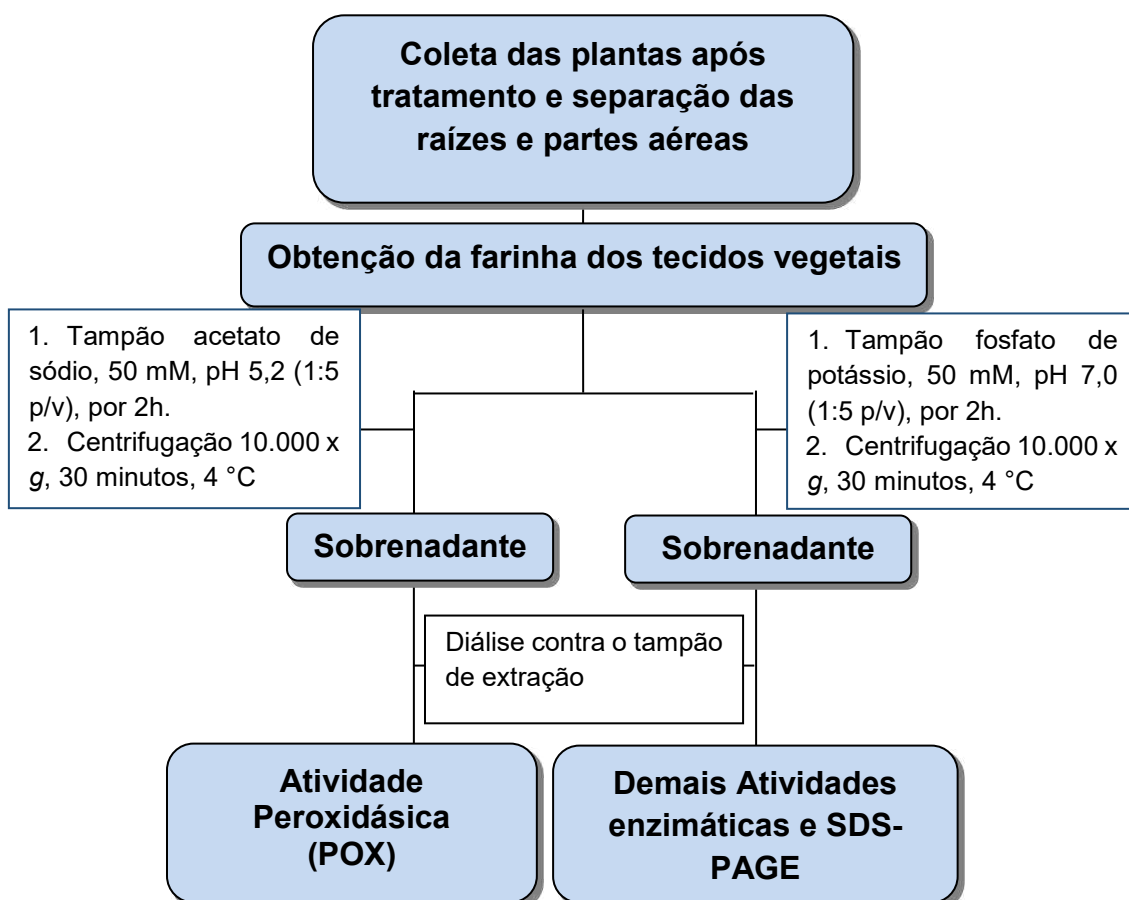 Coleta das plantas após
tratamento e separação das
raízes e partes aéreas
Obtenção da farinha dos tecidos vegetais
1. Tampão acetato de
sódio, 50 mM, pH 5,2 (1:5
p/v), por 2h.
2. Centrifugação 10.000 x
g, 30 minutos, 4 °C
1. Tampão fosfato de
potássio, 50 mM, pH 7,0
(1:5 p/v), por 2h.
2. Centrifugação 10.000 x
g, 30 minutos, 4 °C
Sobrenadante
Sobrenadante
Diálise contra o tampão
de extração
Atividade
Peroxidásica
(POX)
Demais Atividades
enzimáticas e SDS-
PAGE